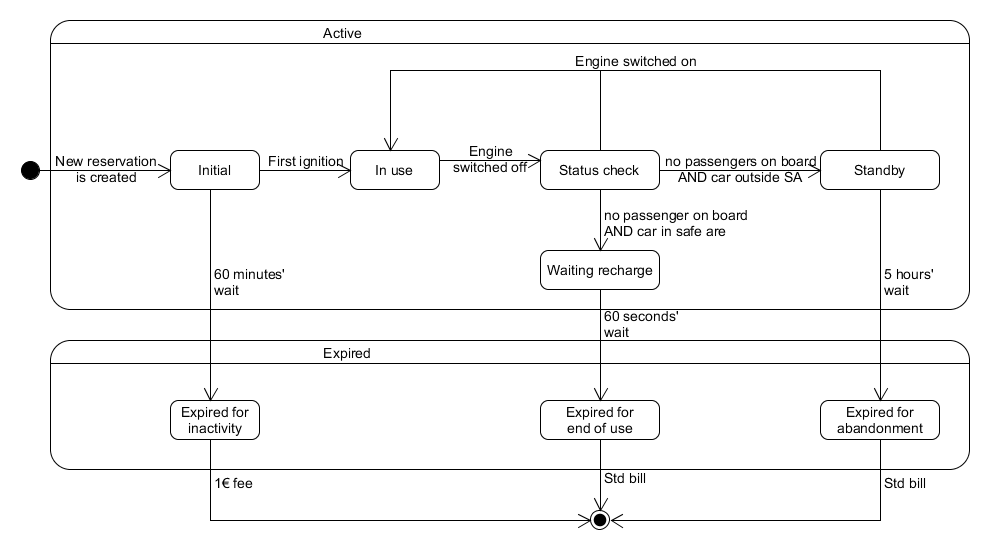 Active
Engine switched on
New reservation
is created
Initial
First ignition
In use
Engine
switched off
Status check
no passengers on board
AND car outside SA
Standby
no passenger on board
AND car in safe are
Waiting recharge
60 minutes'
wait
5 hours'
wait
60 seconds'
wait
Expired
Expired for
inactivity
Expired for
end of use
Expired for
abandonment
1€ fee
Std bill
Std bill